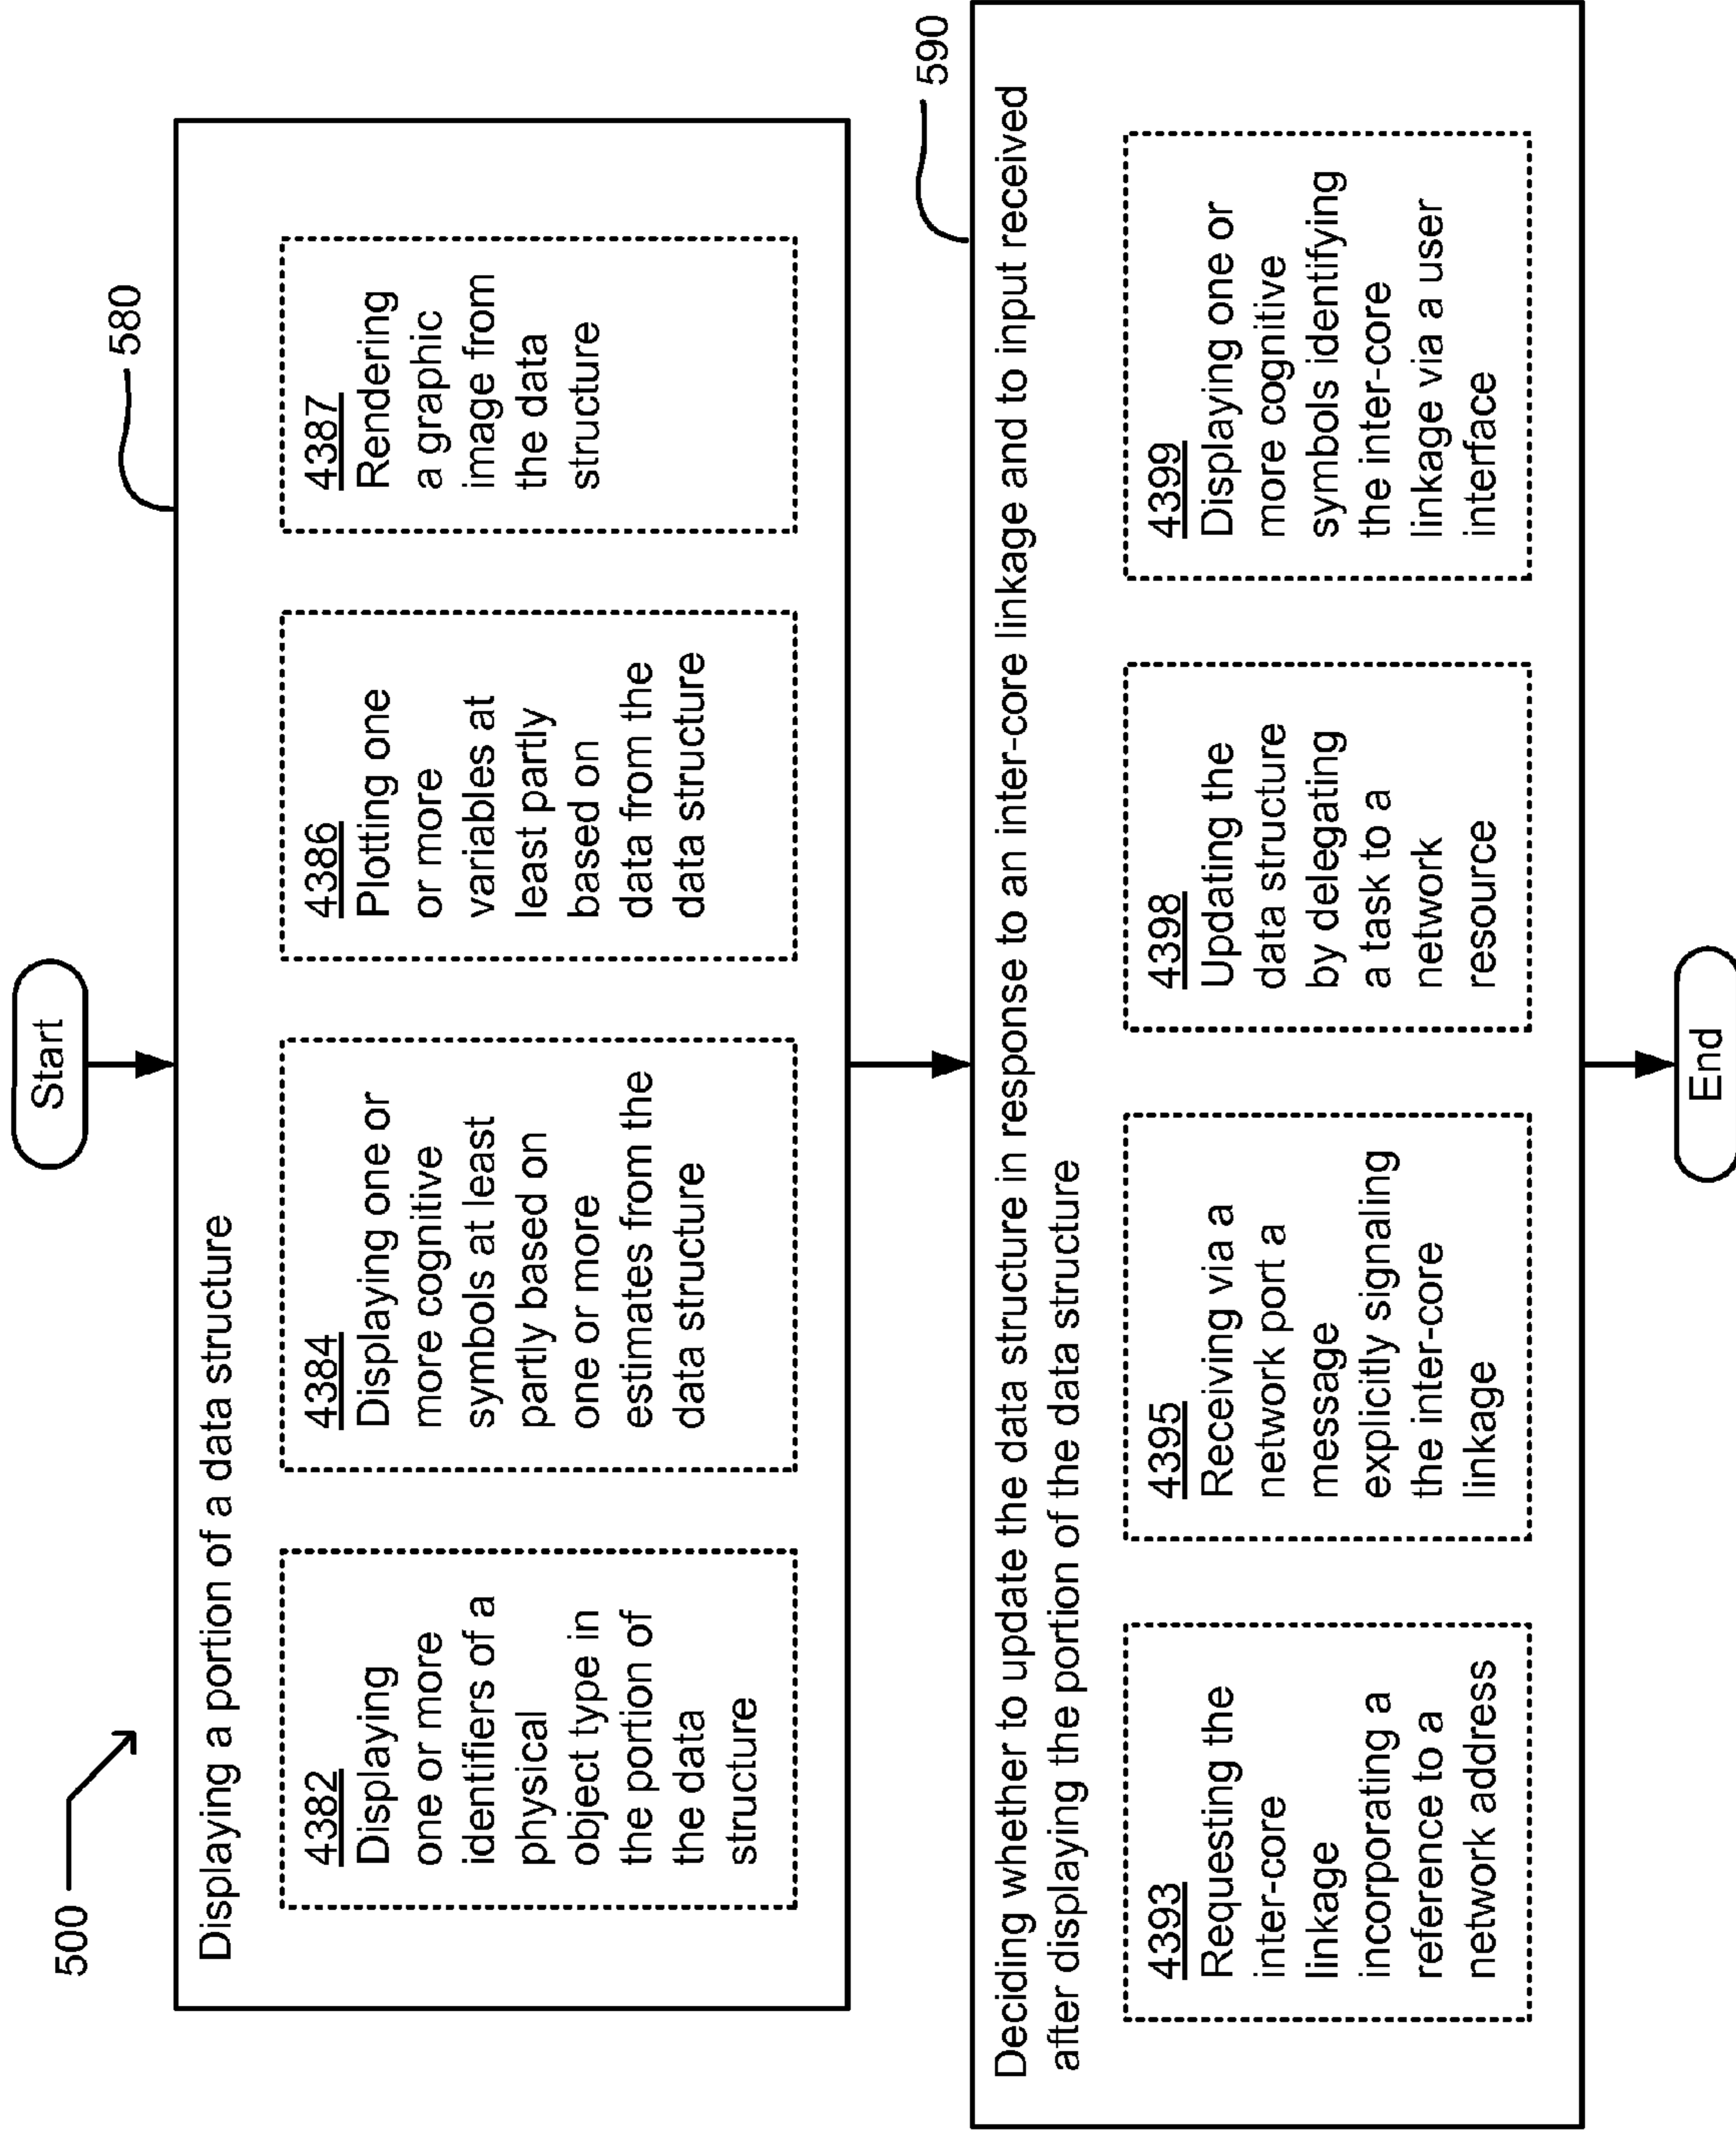 500
Start
580
Displaying a portion of a data structure
4382
Displaying
one or more
identifiers of a
physical
object type in
the portion of
the data
structure
4384
Displaying one or
more cognitive
symbols at least
partly based on
one or more
estimates from the
data structure
4386
Plotting one
or more
variables at
least partly
based on
data from the
data structure
4387
Rendering
a graphic
image from
the data
structure
590
Deciding whether to update the data structure in response to an inter-core linkage and to input received
after displaying the portion of the data structure
4393
Requesting the
inter-core
linkage
incorporating a
reference to a
network address
4395
Receiving via a
network port a
message
explicitly signaling
the inter-core
linkage
4398
Updating the
data structure
by delegating
a task to a
network
resource
4399
Displaying one or
more cognitive
symbols identifying
the inter-core
linkage via a user
interface
End